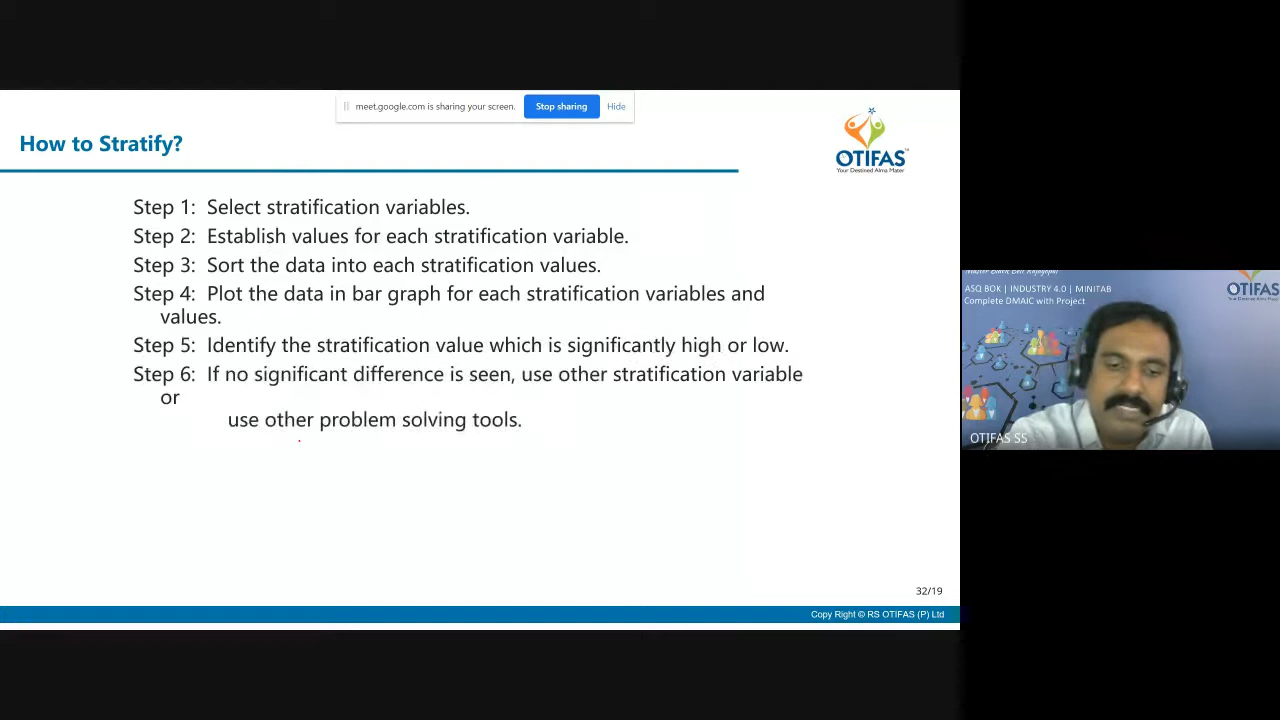 meet.google.com is sharing your screen. Stop sharing Hide
How to Stratify?
OTIFAS™
Your Destined Alma Mater
Step 1: Select stratification variables.
Step 2: Establish values for each stratification variable.
Step 3: Sort the data into each stratification values.
Step 4: Plot the data in bar graph for each stratification variables and
values.
Step 5: Identify the stratification value which is significantly high or low.
Step 6: If no significant difference is seen, use other stratification variable
or
use other problem solving tools.
32/19
Copy Right © RS OTIFAS (P) Ltd
ASQ BOK | INDUSTRY 4.0 | MINITAB
Complete DMAIC with Project
OTIFAS
OTIFAS SS